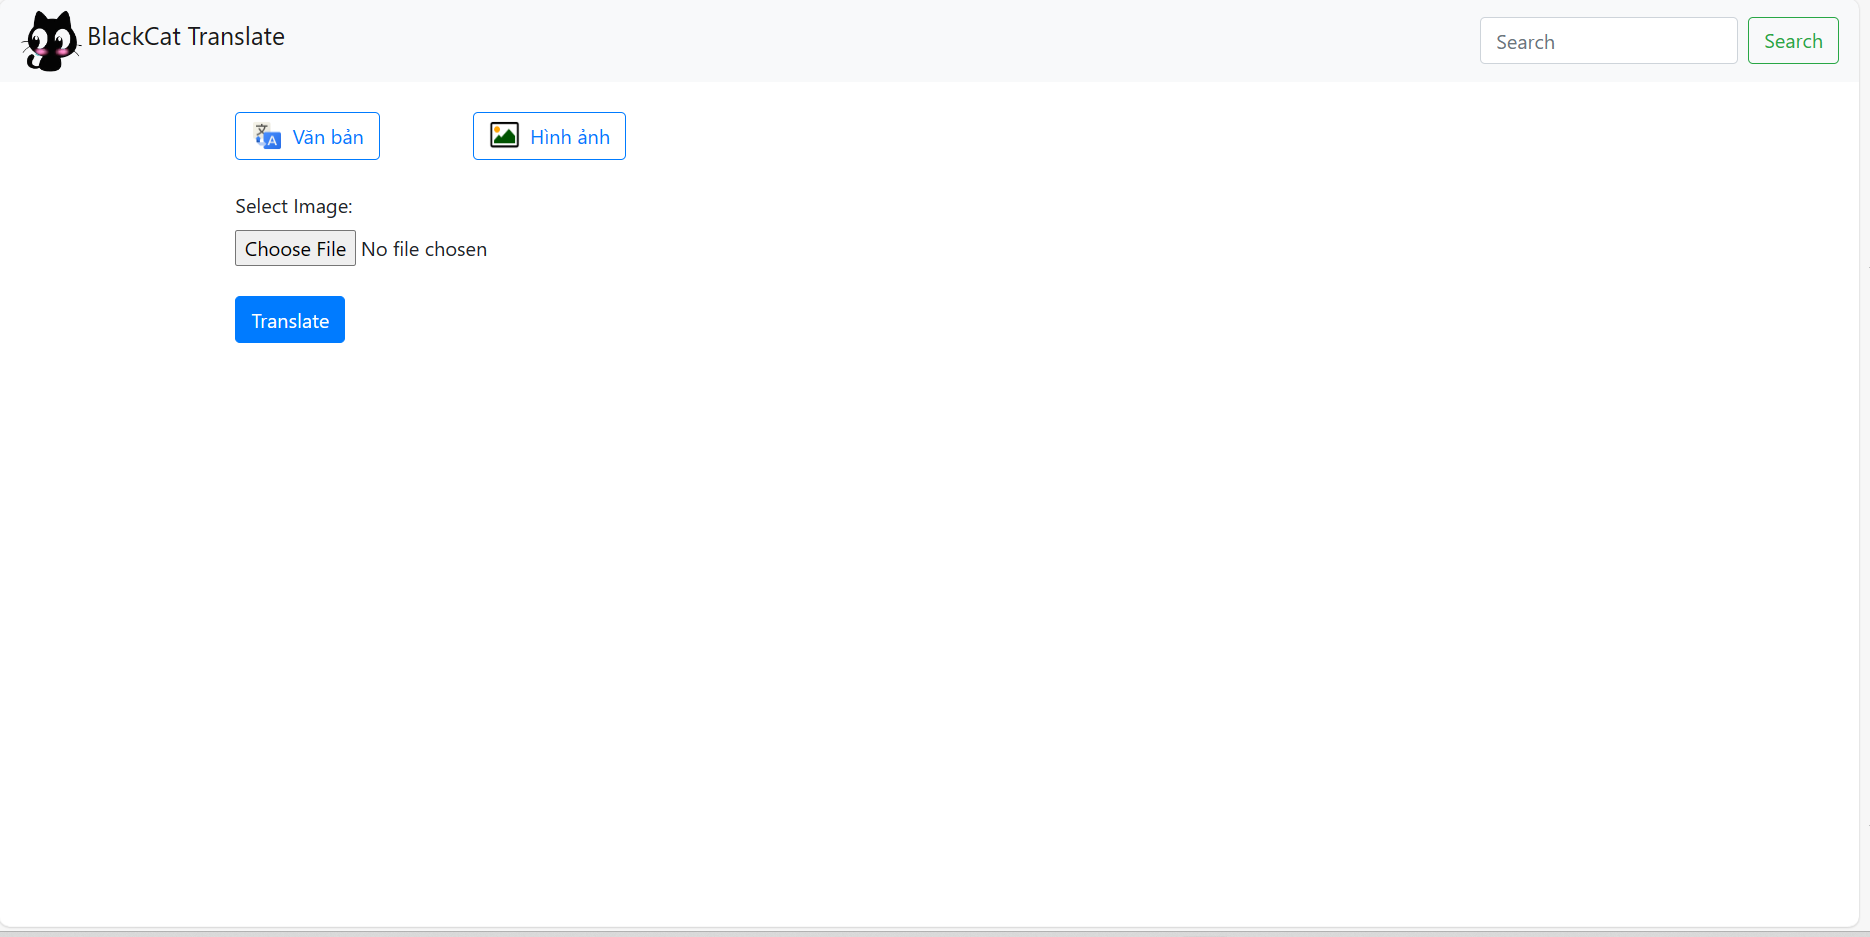 BlackCat Translate
Search Search
Văn bản Hình ảnh
Select Image:
Choose File No file chosen
Translate